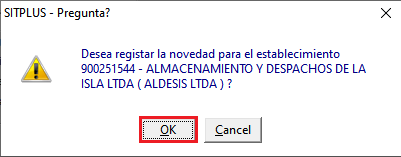 SITPLUS - Pregunta?
Desea registar la novedad para el establecimiento
900251544 - ALMACENAMIENTO Y DESPACHOS DE LA
ISLA LTDA ( ALDESIS LTDA ) ?
OK
Cancel